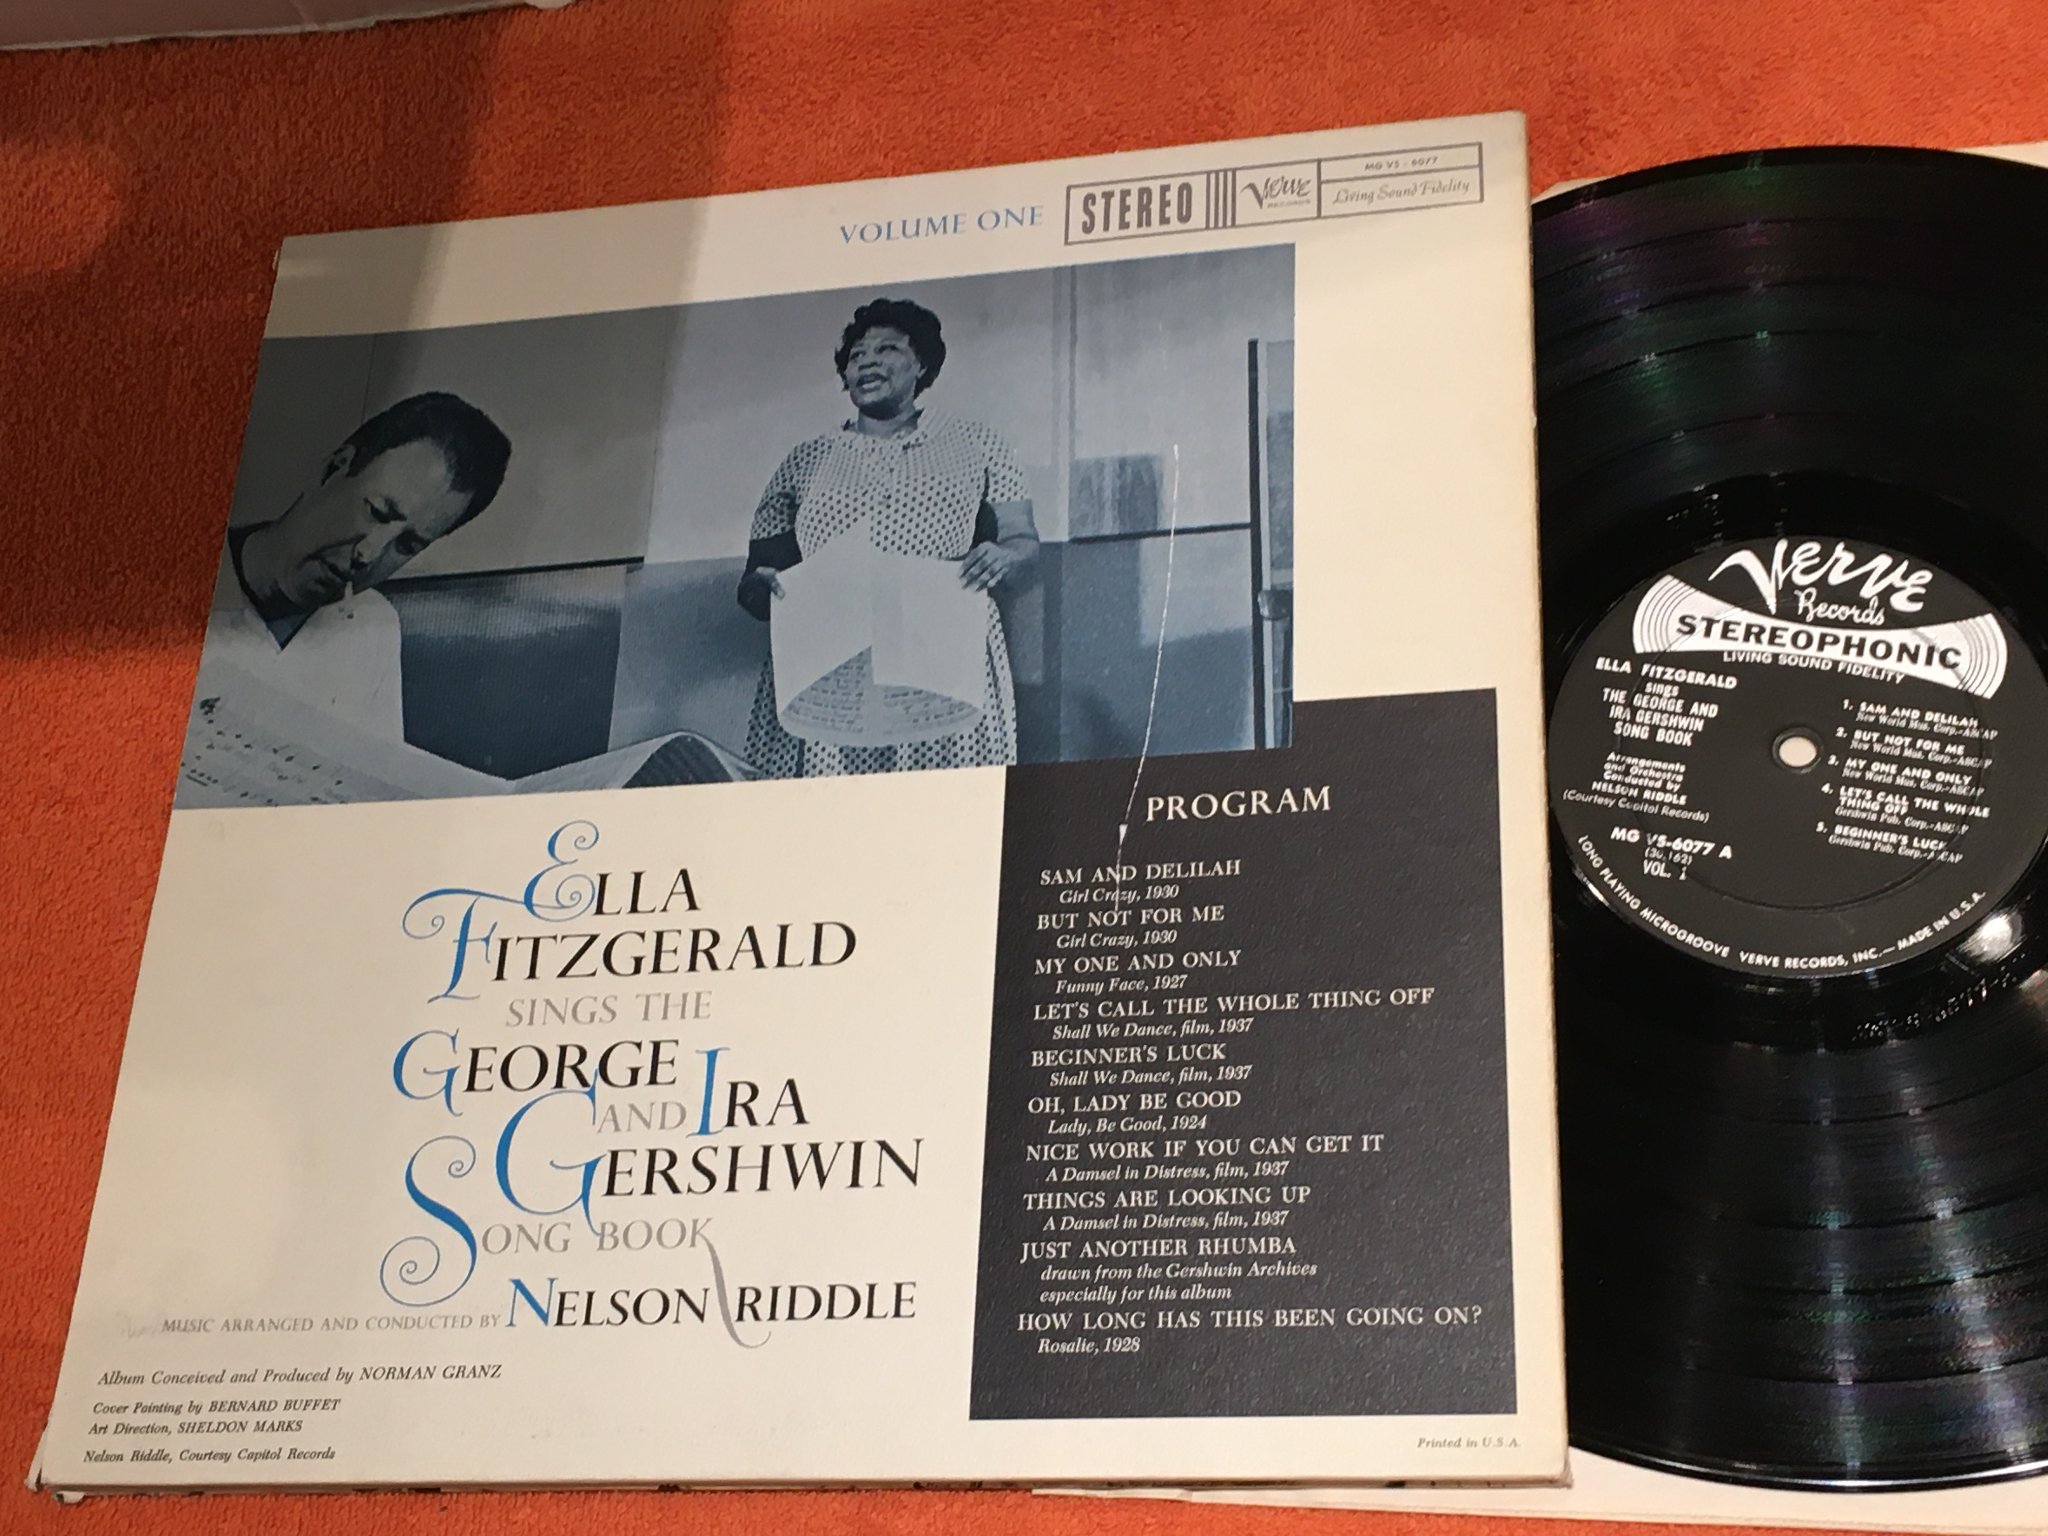 VOLUME ONE
STEREO
Verve
RECORDS
MG VS - 6077
Living Sound Fidelity
ELLA
FITZGERALD
SINGS THE
GEORGE
AND IRA
GERSHWIN
SONG BOOK
MUSIC ARRANGED AND CONDUCTED BY NELSON RIDDLE
Album Conceived and Produced by NORMAN GRANZ
Cover Painting by BERNARD BUFFET
Art Direction, SHELDON MARKS
Nelson Riddle, Courtesy Capitol Records
PROGRAM
SAM AND DELILAH
Girl Crazy, 1930
BUT NOT FOR ME
Girl Crazy, 1930
MY ONE AND ONLY
Funny Face, 1927
LET'S CALL THE WHOLE THING OFF
Shall We Dance, film, 1937
BEGINNER'S LUCK
Shall We Dance, film, 1937
OH, LADY BE GOOD
Lady, Be Good, 1924
NICE WORK IF YOU CAN GET IT
A Damsel in Distress, film, 1937
THINGS ARE LOOKING UP
A Damsel in Distress, film, 1937
JUST ANOTHER RHUMBA
drawn from the Gershwin Archives
especially for this album
HOW LONG HAS THIS BEEN GOING ON?
Rosalie, 1928
Printed in U.S.A.
Verve
Records
STEREOPHONIC
LIVING SOUND FIDELITY
ELLA FITZGERALD
sings
THE GEORGE AND
IRA GERSHWIN
SONG BOOK
Arrangements
and Orchestra
Conducted by
NELSON RIDDLE
(Courtesy Capitol Records)
MG VS-6077 A
(30,162)
VOL. 1
1. SAM AND DELILAH
New World Mus. Corp.-ASCAP
2. BUT NOT FOR ME
New World Mus. Corp.-ASCAP
3. MY ONE AND ONLY
New World Mus. Corp.-ASCAP
4. LET'S CALL THE WHOLE
THING OFF
Gershwin Pub. Corp.-ASCAP
5. BEGINNER'S LUCK
Gershwin Pub. Corp.-ASCAP
LONG PLAYING MICROGROOVE VERVE RECORDS, INC.—MADE IN U.S.A.